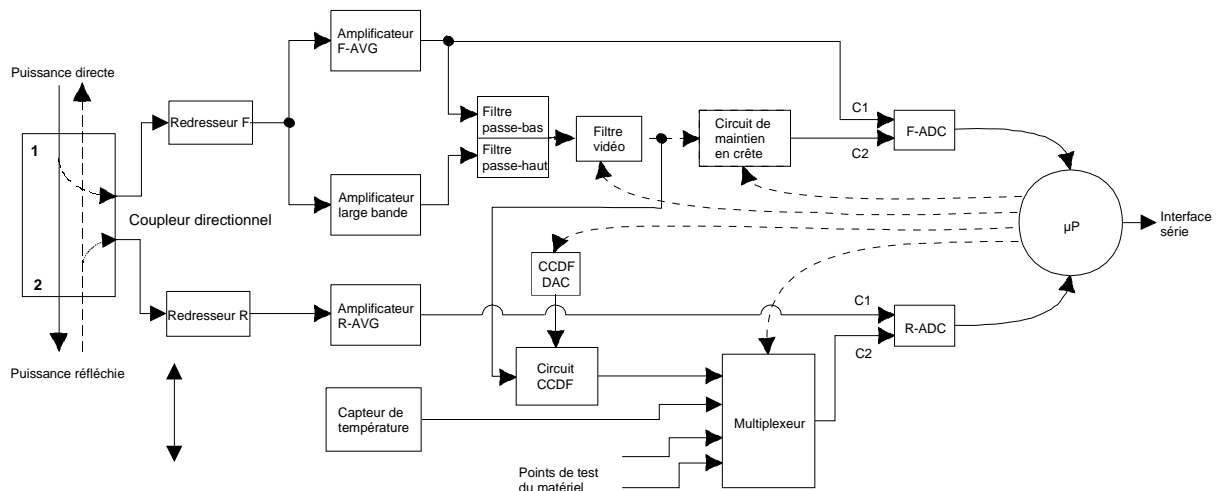 Amplificateur
F-AVG
Puissance directe
Redresseur F
Filtre
passe-bas
Filtre
passe-haut
Filtre
vidéo
Circuit de
maintien
en crête
C1
C2
F-ADC
1
Coupleur directionnel
Amplificateur
large bande
µP
Interface
série
2
CCDF
DAC
Redresseur R
Amplificateur
R-AVG
C1
C2
R-ADC
Puissance réfléchie
Circuit
CCDF
Capteur de
température
Multiplexeur
Points de test
du matériel